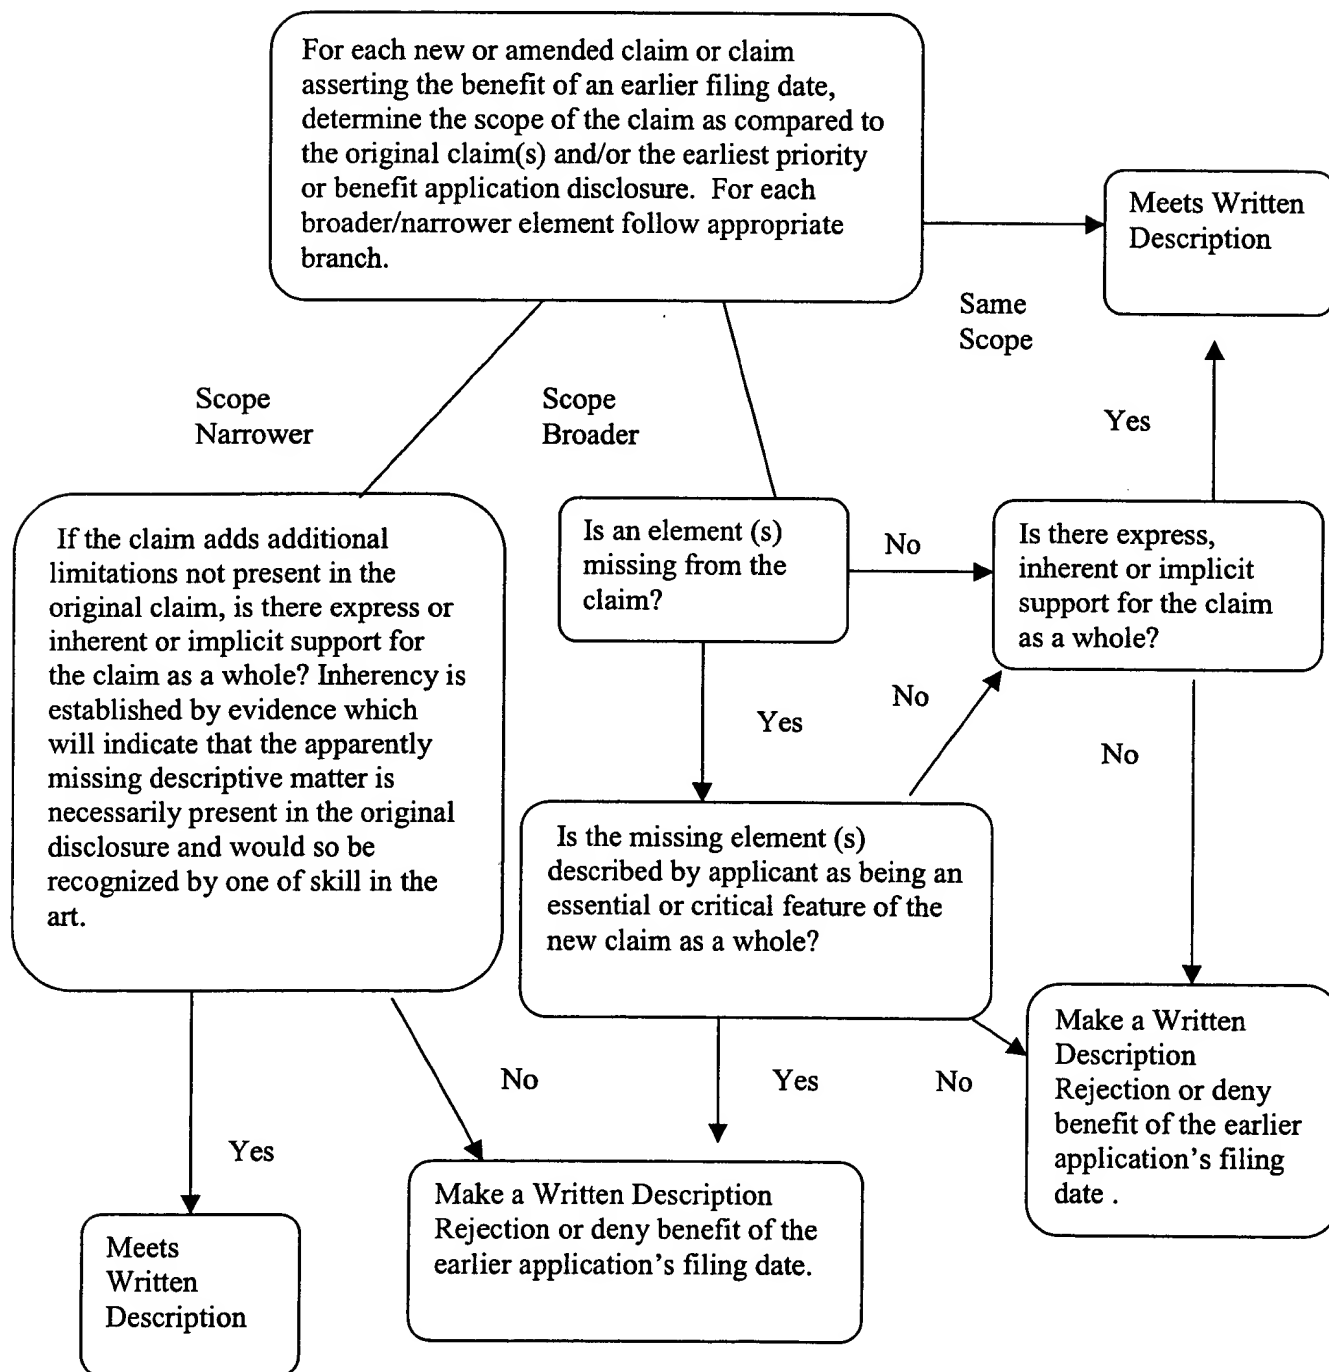 For each new or amended claim or claim
asserting the benefit of an earlier filing date,
determine the scope of the claim as compared to
the original claim(s) and/or the earliest priority
or benefit application disclosure.  For each
broader/narrower element follow appropriate
branch.
Meets Written
Description
Same
Scope
Scope
Narrower
Scope
Broader
Yes
If the claim adds additional
limitations not present in the
original claim, is there express or
inherent or implicit support for
the claim as a whole? Inherency is
established by evidence which
will indicate that the apparently
missing descriptive matter is
necessarily present in the original
disclosure and would so be
recognized by one of skill in the
art.
Is an element (s)
missing from the
claim?
No
Is there express,
inherent or implicit
support for the claim
as a whole?
Yes
No
No
Is the missing element (s)
described by applicant as being an
essential or critical feature of the
new claim as a whole?
Make a Written
Description
Rejection or deny
benefit of the earlier
application's filing
date .
No
Yes
No
Yes
Make a Written Description
Rejection or deny benefit of the
earlier application's filing date.
Meets
Written
Description